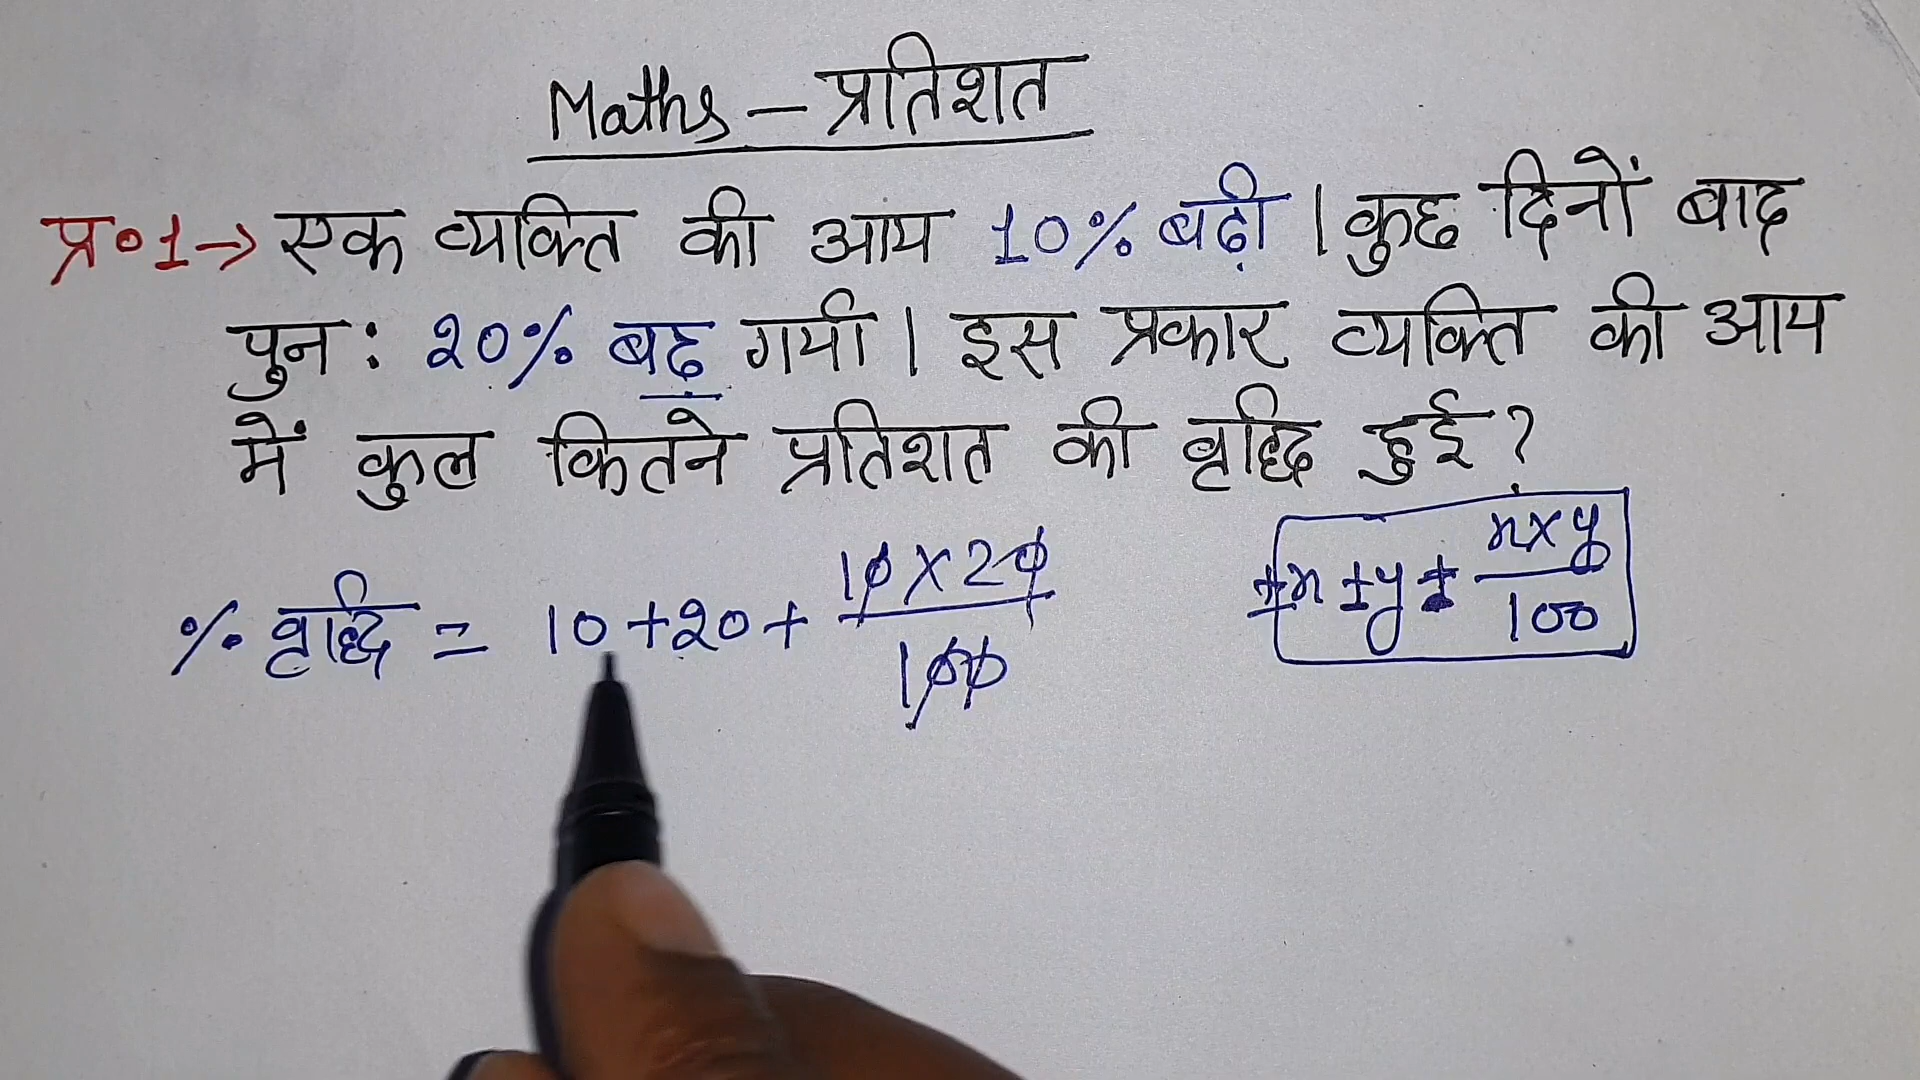 Maths – प्रतिशत
प्र०1→ एक व्यक्ति की आय 10% बढ़ी । कुछ दिनों बाद
पुन: 20% बढ़ गयी । इस प्रकार व्यक्ति की आय
में कुल कितने प्रतिशत की वृद्धि हुई ?
% वृद्धि = 10+20+ 10×20/100
±x ±y ± x×y/100